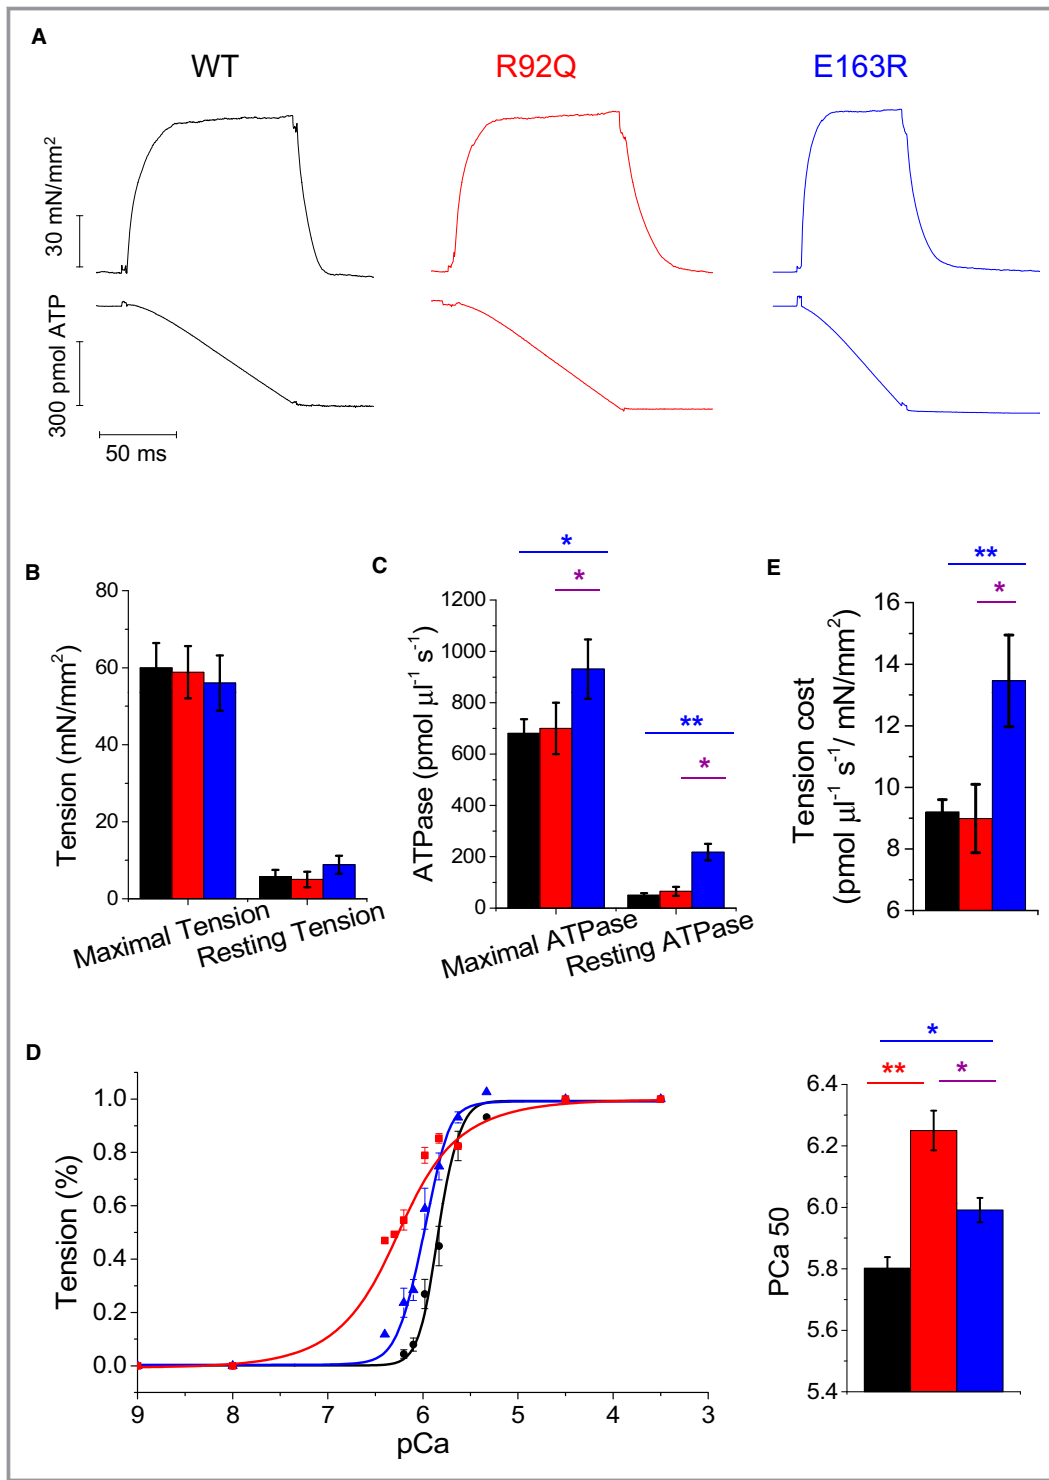 A
WT R92Q E163R
30 mN/mm²
300 pmol ATP
50 ms
B
Tension (mN/mm²)
80
60
40
20
0
Maximal Tension Resting Tension
C
* *
** *
ATPase (pmol µl⁻¹ s⁻¹)
1200
1000
800
600
400
200
0
Maximal ATPase Resting ATPase
E
** *
Tension cost
(pmol µl⁻¹ s⁻¹/ mN/mm²)
16
14
12
10
8
6
D
Tension (%)
1.0
0.8
0.6
0.4
0.2
0.0
9 8 7 6 5 4 3
pCa
*
** *
PCa 50
6.4
6.2
6.0
5.8
5.6
5.4